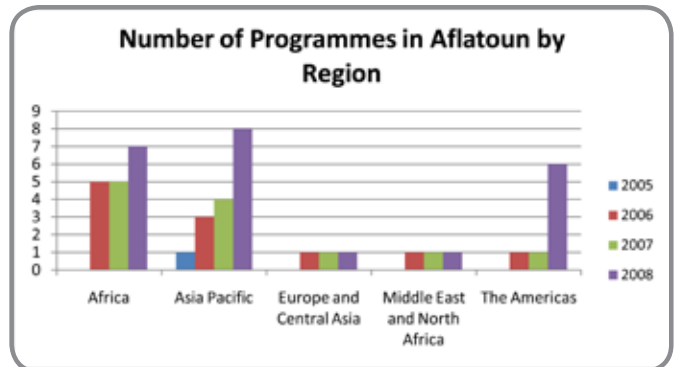 Number of Programmes in Aflatoun by
Region
9
8
7
6
5
4
3
2
1
0
Africa
Asia Pacific
Europe and
Central Asia
Middle East
and North
Africa
The Americas
2005
2006
2007
2008